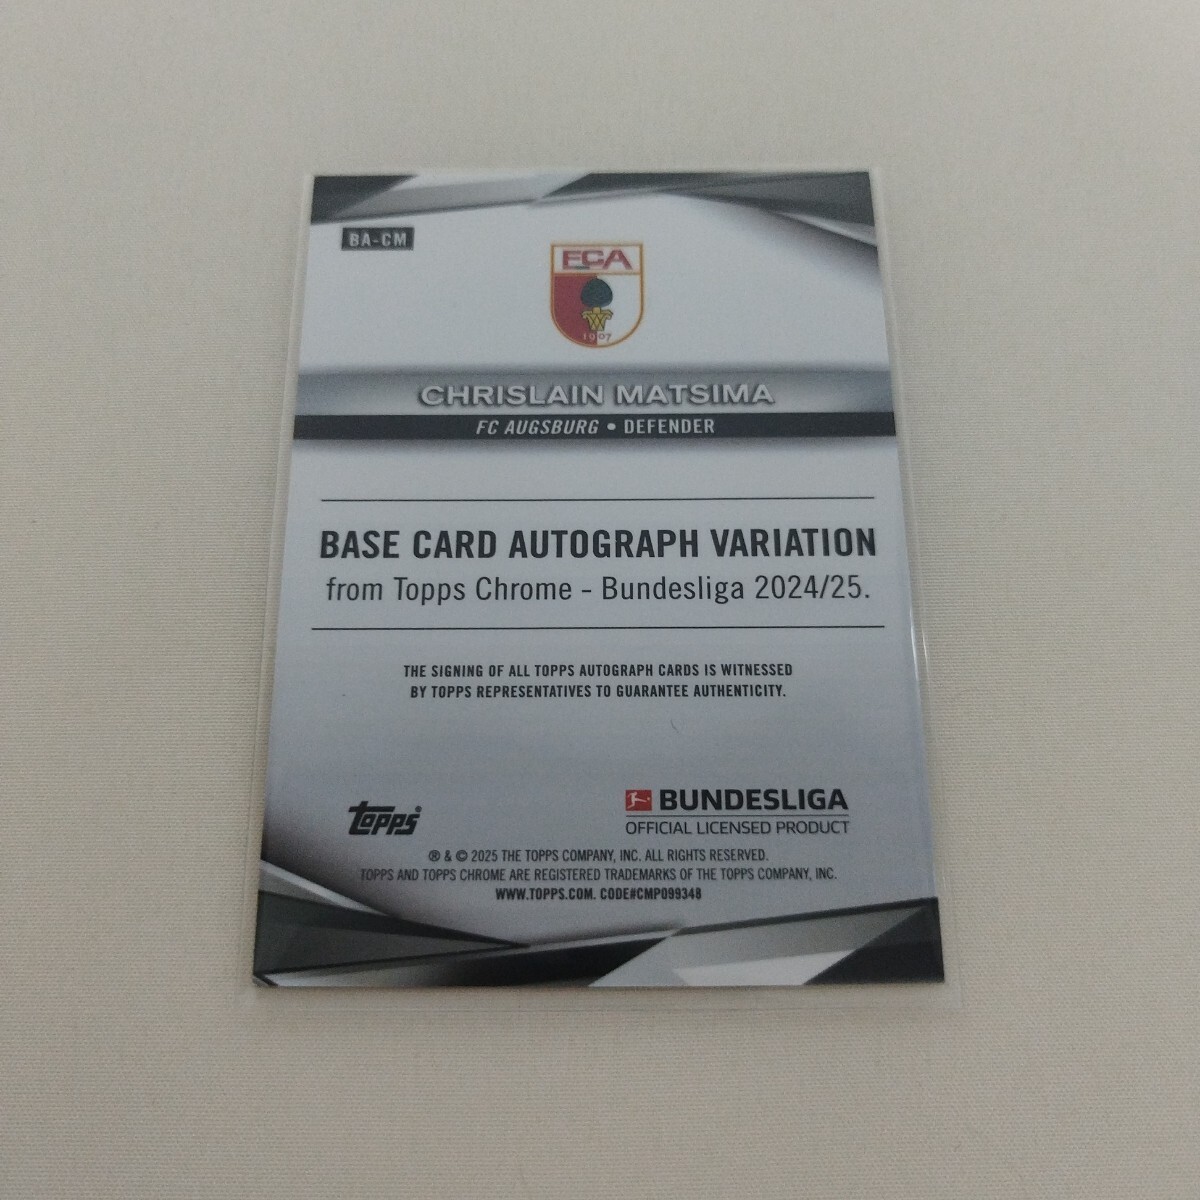 BA-CM
FCA
1907
CHRISLAIN MATSIMA
FC AUGSBURG • DEFENDER
BASE CARD AUTOGRAPH VARIATION
from Topps Chrome - Bundesliga 2024/25.
THE SIGNING OF ALL TOPPS AUTOGRAPH CARDS IS WITNESSED
BY TOPPS REPRESENTATIVES TO GUARANTEE AUTHENTICITY.
topps®
BUNDESLIGA
OFFICIAL LICENSED PRODUCT
® & © 2025 THE TOPPS COMPANY, INC. ALL RIGHTS RESERVED.
TOPPS AND TOPPS CHROME ARE REGISTERED TRADEMARKS OF THE TOPPS COMPANY, INC.
WWW.TOPPS.COM. CODE#CMP099348